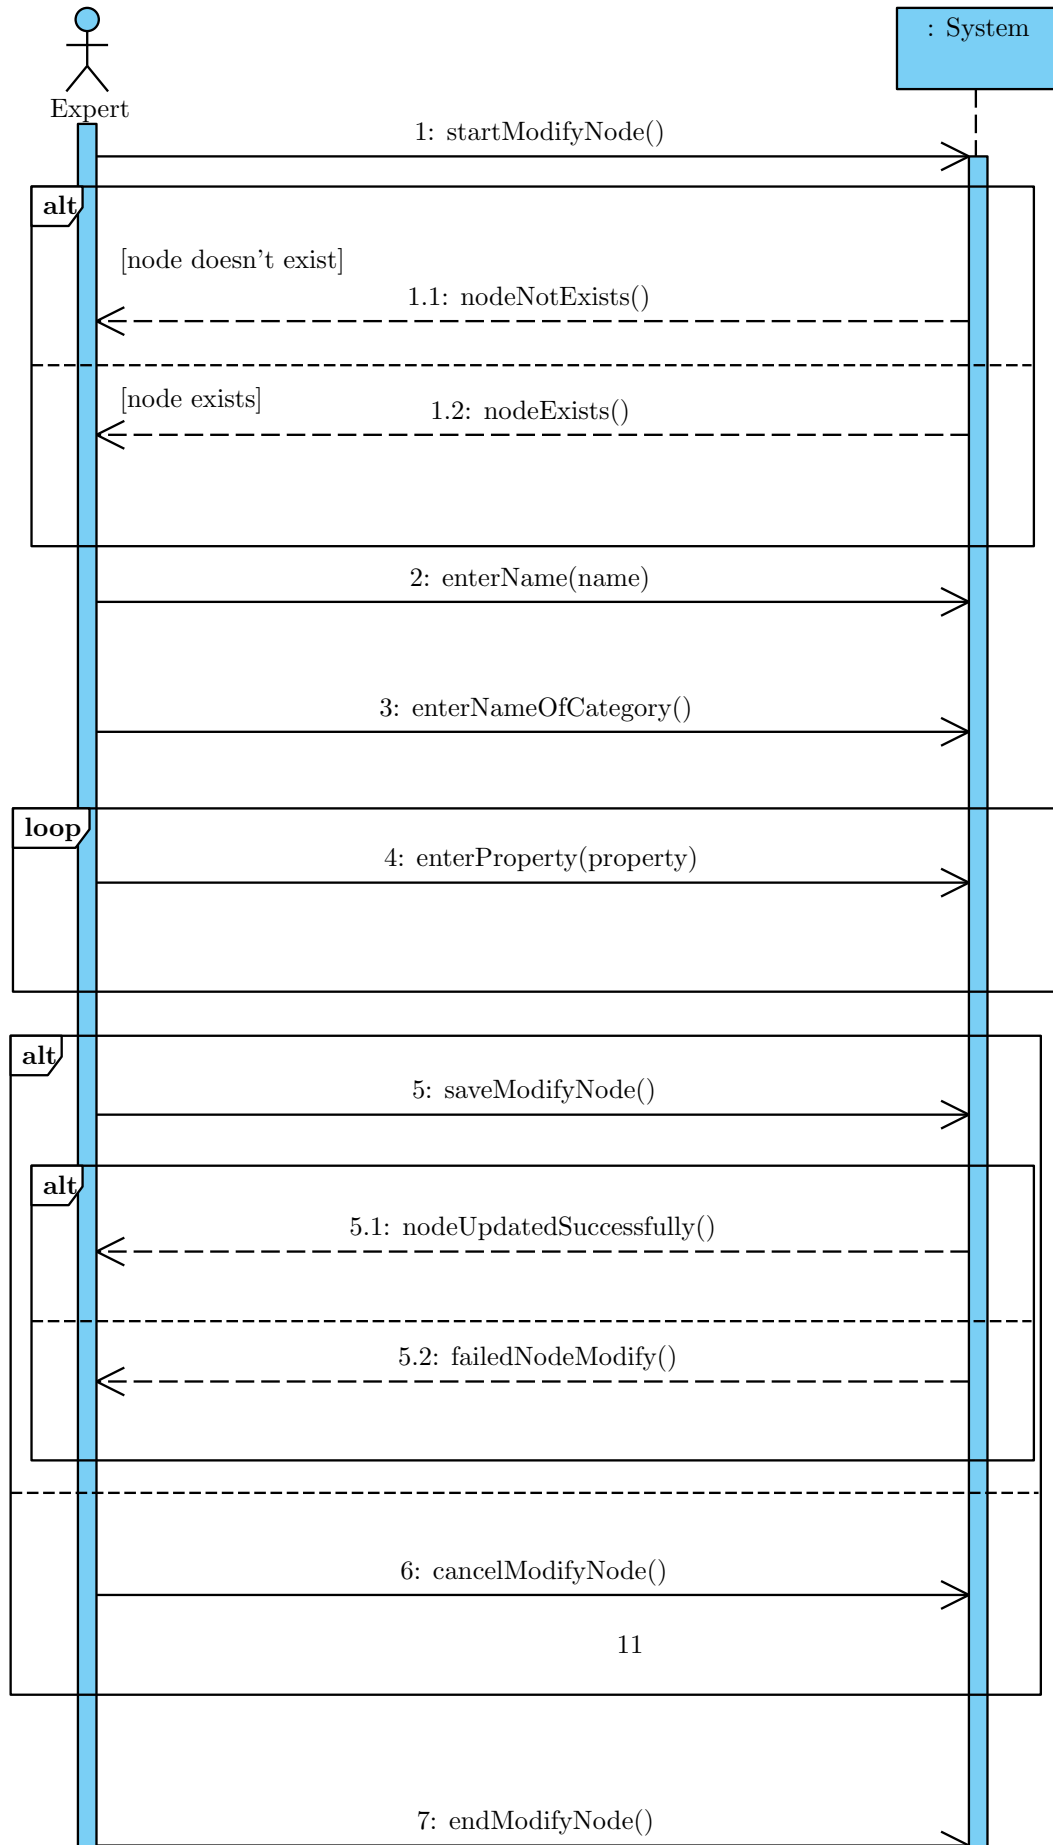 : System
Expert
1: startModifyNode()
alt
[node doesn't exist]
1.1: nodeNotExists()
[node exists]
1.2: nodeExists()
2: enterName(name)
3: enterNameOfCategory()
loop
4: enterProperty(property)
alt
5: saveModifyNode()
alt
5.1: nodeUpdatedSuccessfully()
5.2: failedNodeModify()
6: cancelModifyNode()
11
7: endModifyNode()